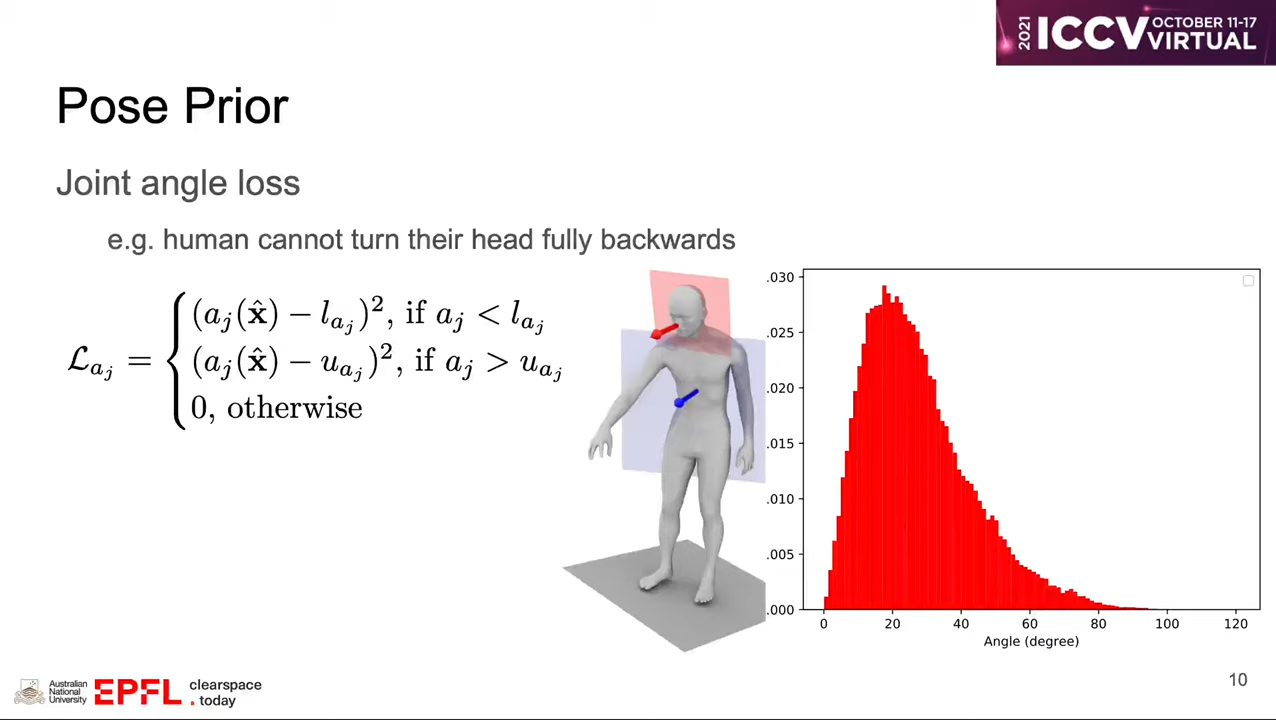 2021 ICCV OCTOBER 11-17 VIRTUAL
Pose Prior
Joint angle loss
e.g. human cannot turn their head fully backwards
(a_j(x̂) − l_{a_j})², if a_j < l_{a_j}
ℒ_{a_j} = { (a_j(x̂) − u_{a_j})², if a_j > u_{a_j}
0, otherwise
.030
.025
.020
.015
.010
.005
.000
0 20 40 60 80 100 120
Angle (degree)
Australian National University EPFL clearspace .today
10